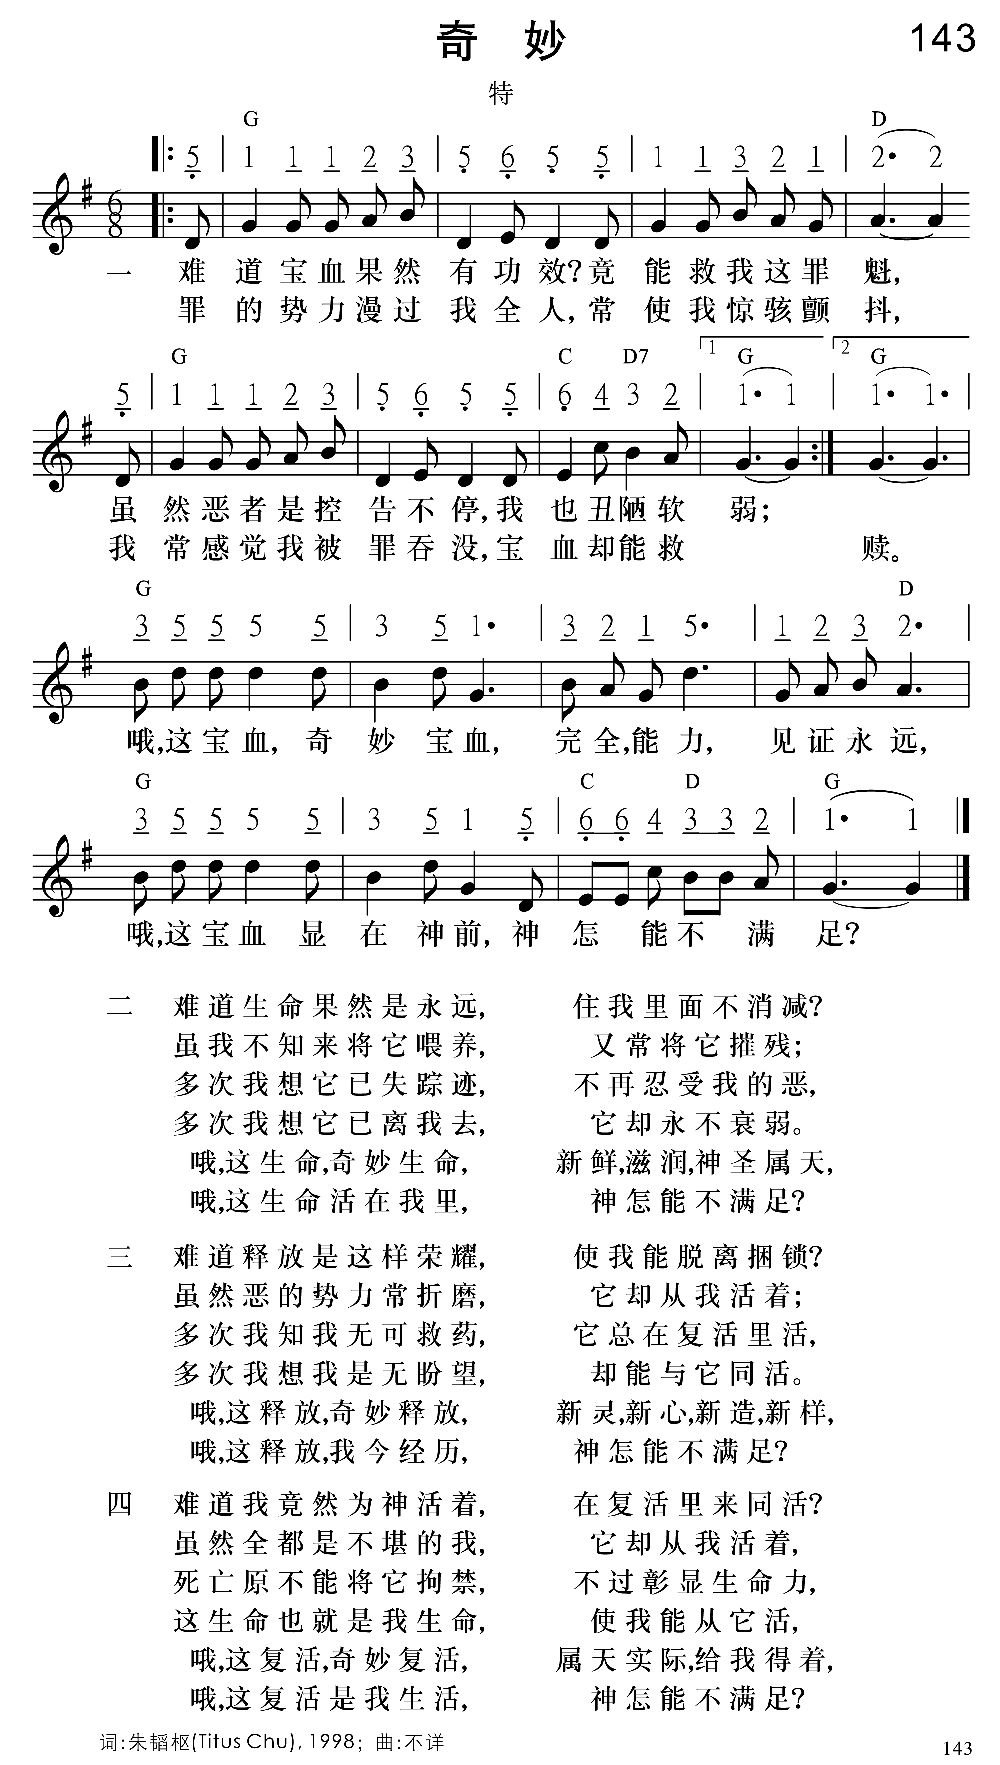 奇 妙 143
特
G D
5 | 1 1 1 2 3 | 5 6 5 5 | 1 1 3 2 1 | 2• 2
6/8
一 难道宝血果然有功效?竟能救我这罪魁,
罪的势力漫过我全人,常使我惊骇颤抖,
G C D7 1 G 2 G
5 | 1 1 1 2 3 | 5 6 5 5 | 6 4 3 2 | 1• 1 | 1• 1• |
虽然恶者是控告不停,我也丑陋软弱;
我常感觉我被罪吞没,宝血却能救赎。
G D
3 5 5 5 5 | 3 5 1• | 3 2 1 5• | 1 2 3 2• |
哦,这宝血,奇妙宝血,完全,能力,见证永远,
G C D G
3 5 5 5 5 | 3 5 1 5 | 6 6 4 3 3 2 | 1• 1
哦,这宝血显在神前,神怎能不满足?
二 难道生命果然是永远, 住我里面不消减?
虽我不知来将它喂养, 又常将它摧残;
多次我想它已失踪迹, 不再忍受我的恶,
多次我想它已离我去, 它却永不衰弱。
哦,这生命,奇妙生命, 新鲜,滋润,神圣属天,
哦,这生命活在我里, 神怎能不满足?
三 难道释放是这样荣耀, 使我能脱离捆锁?
虽然恶的势力常折磨, 它却从我活着;
多次我知我无可救药, 它总在复活里活,
多次我想我是无盼望, 却能与它同活。
哦,这释放,奇妙释放, 新灵,新心,新造,新样,
哦,这释放,我今经历, 神怎能不满足?
四 难道我竟然为神活着, 在复活里来同活?
虽然全都是不堪的我, 它却从我活着,
死亡原不能将它拘禁, 不过彰显生命力,
这生命也就是我生命, 使我能从它活,
哦,这复活,奇妙复活, 属天实际,给我得着,
哦,这复活是我生活, 神怎能不满足?
词:朱韬枢(Titus Chu), 1998; 曲:不详
143